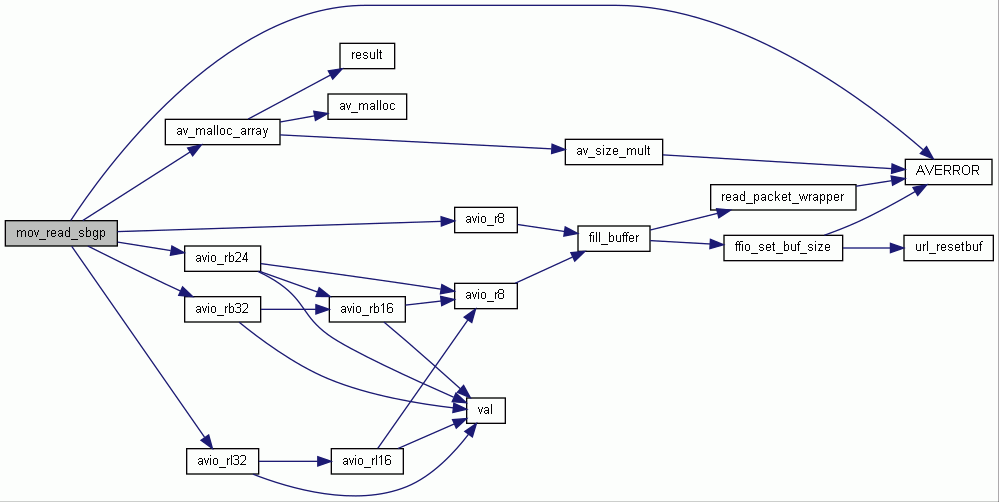 result
av_malloc
av_malloc_array
av_size_mult
AVERROR
read_packet_wrapper
avio_r8
mov_read_sbgp
fill_buffer
ffio_set_buf_size
url_resetbuf
avio_rb24
avio_r8
avio_rb32
avio_rb16
val
avio_rl32
avio_rl16